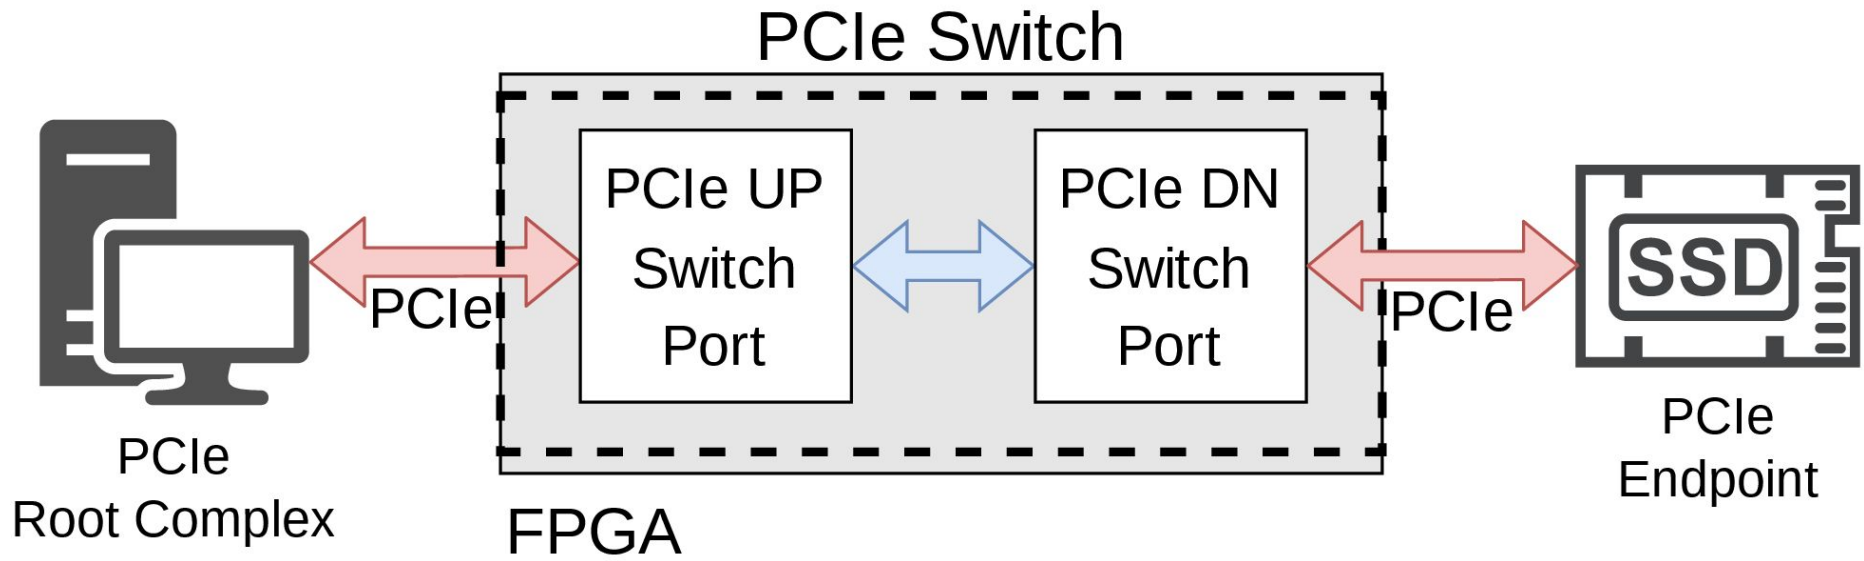 PCIe Switch
PCIe UP
Switch
Port
PCIe DN
Switch
Port
PCIe
PCIe
SSD
PCIe
Root Complex
PCIe
Endpoint
FPGA